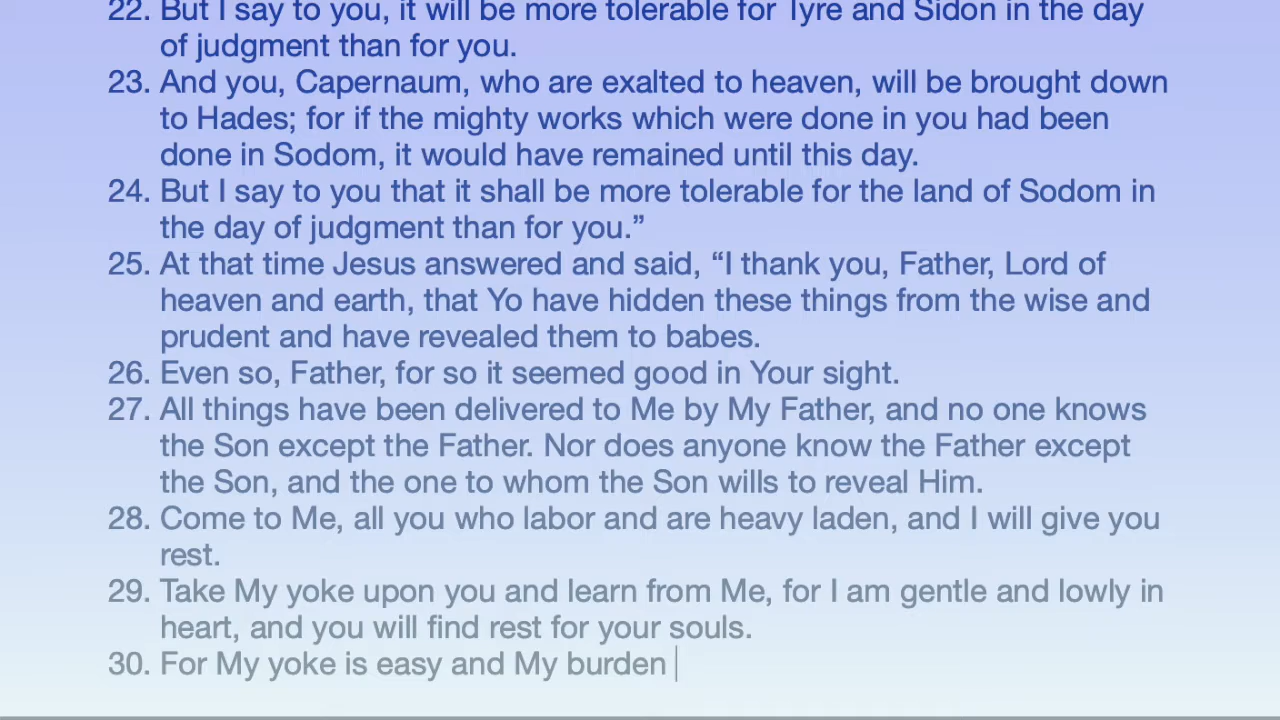 22. But I say to you, it will be more tolerable for Tyre and Sidon in the day
of judgment than for you.
23. And you, Capernaum, who are exalted to heaven, will be brought down
to Hades; for if the mighty works which were done in you had been
done in Sodom, it would have remained until this day.
24. But I say to you that it shall be more tolerable for the land of Sodom in
the day of judgment than for you.”
25. At that time Jesus answered and said, “I thank you, Father, Lord of
heaven and earth, that Yo have hidden these things from the wise and
prudent and have revealed them to babes.
26. Even so, Father, for so it seemed good in Your sight.
27. All things have been delivered to Me by My Father, and no one knows
the Son except the Father. Nor does anyone know the Father except
the Son, and the one to whom the Son wills to reveal Him.
28. Come to Me, all you who labor and are heavy laden, and I will give you
rest.
29. Take My yoke upon you and learn from Me, for I am gentle and lowly in
heart, and you will find rest for your souls.
30. For My yoke is easy and My burden